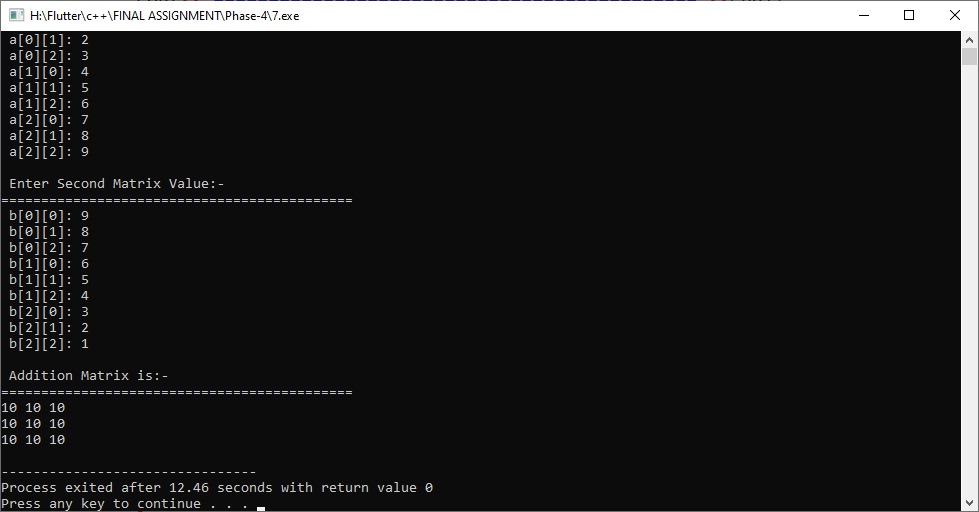 H:\Flutter\c++\FINAL ASSIGNMENT\Phase-4\7.exe
a[0][1]: 2
a[0][2]: 3
a[1][0]: 4
a[1][1]: 5
a[1][2]: 6
a[2][0]: 7
a[2][1]: 8
a[2][2]: 9
Enter Second Matrix Value:-
============================================
b[0][0]: 9
b[0][1]: 8
b[0][2]: 7
b[1][0]: 6
b[1][1]: 5
b[1][2]: 4
b[2][0]: 3
b[2][1]: 2
b[2][2]: 1
Addition Matrix is:-
============================================
10 10 10
10 10 10
10 10 10
--------------------------------
Process exited after 12.46 seconds with return value 0
Press any key to continue . . .